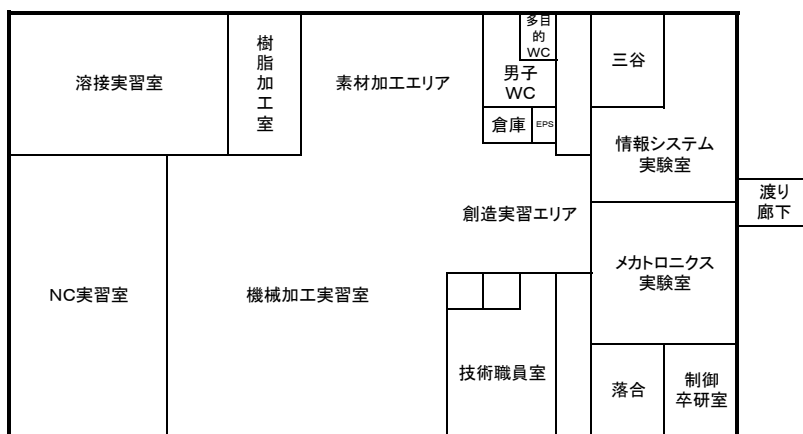 溶接実習室
樹
脂
加
工
室
素材加工エリア
多目
的
WC
男子
WC
倉庫
EPS
三谷
情報システム
実験室
渡り
廊下
創造実習エリア
メカトロニクス
実験室
NC実習室
機械加工実習室
技術職員室
落合
制御
卒研室